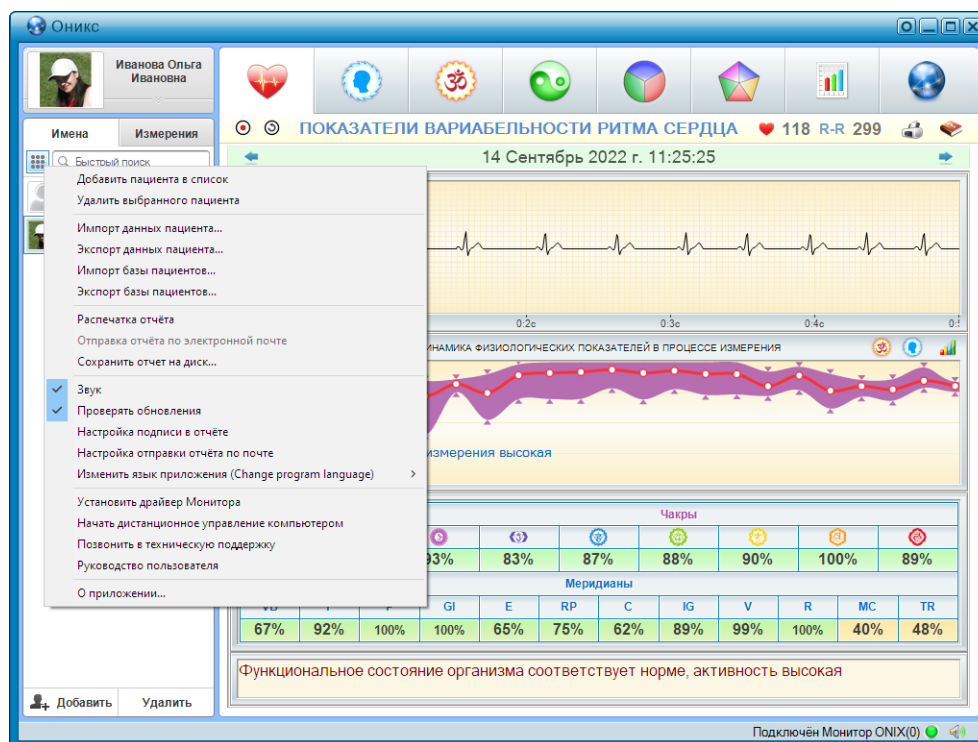 Оникс
Иванова Ольга
Ивановна
Имена Измерения
Быстрый поиск
ПОКАЗАТЕЛИ ВАРИАБЕЛЬНОСТИ РИТМА СЕРДЦА 118 R-R 299
14 Сентябрь 2022 г. 11:25:25
Добавить пациента в список
Удалить выбранного пациента
Импорт данных пациента...
Экспорт данных пациента...
Импорт базы пациентов...
Экспорт базы пациентов...
Распечатка отчёта
Отправка отчёта по электронной почте
Сохранить отчет на диск...
Звук
Проверять обновления
Настройка подписи в отчёте
Настройка отправки отчёта по почте
Изменить язык приложения (Change program language)
Установить драйвер Монитора
Начать дистанционное управление компьютером
Позвонить в техническую поддержку
Руководство пользователя
О приложении...
0:2с 0:3с 0:4с
ФИЗИОЛОГИЧЕСКИХ ПОКАЗАТЕЛЕЙ В ПРОЦЕССЕ ИЗМЕРЕНИЯ
высокая
Чакры
93% 83% 87% 88% 90% 100% 89%
Меридианы
GI E RP C IG V R MC TR
67% 92% 100% 100% 65% 75% 62% 89% 99% 100% 40% 48%
Функциональное состояние организма соответствует норме, активность высокая
Добавить Удалить
Подключён Монитор ONIX(0)